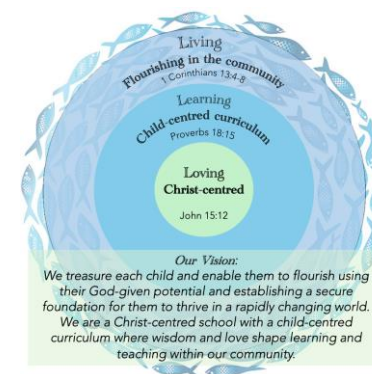 Living
Flourishing in the community
1 Corinthians 13:4-8
Learning
Child-centred curriculum
Proverbs 18:15
Loving
Christ-centred
John 15:12
Our Vision:
We treasure each child and enable them to flourish using
their God-given potential and establishing a secure
foundation for them to thrive in a rapidly changing world.
We are a Christ-centred school with a child-centred
curriculum where wisdom and love shape learning and
teaching within our community.